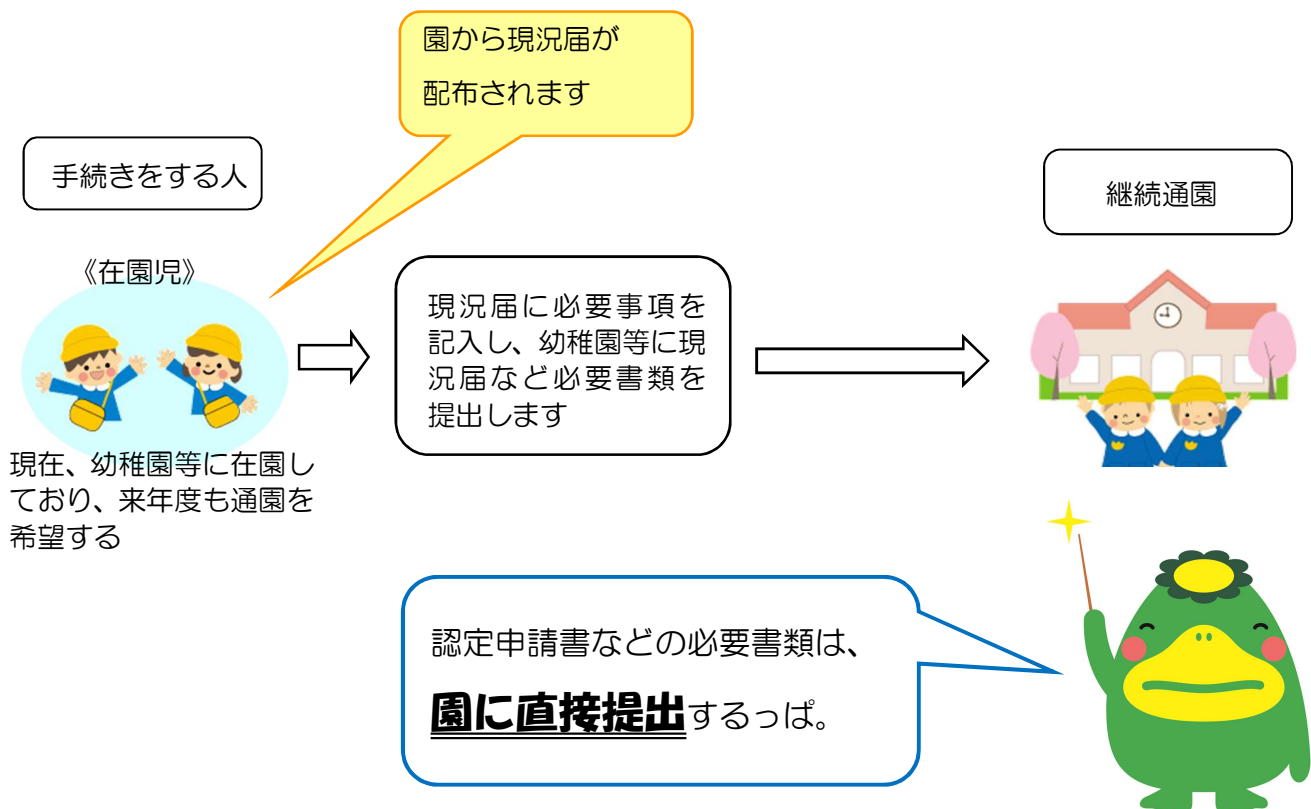 園から現況届が
配布されます
手続きをする人
継続通園
《在園児》
現況届に必要事項を
記入し、幼稚園等に現
況届など必要書類を
提出します
現在、幼稚園等に在園し
ており、来年度も通園を
希望する
認定申請書などの必要書類は、
園に直接提出するっぱ。